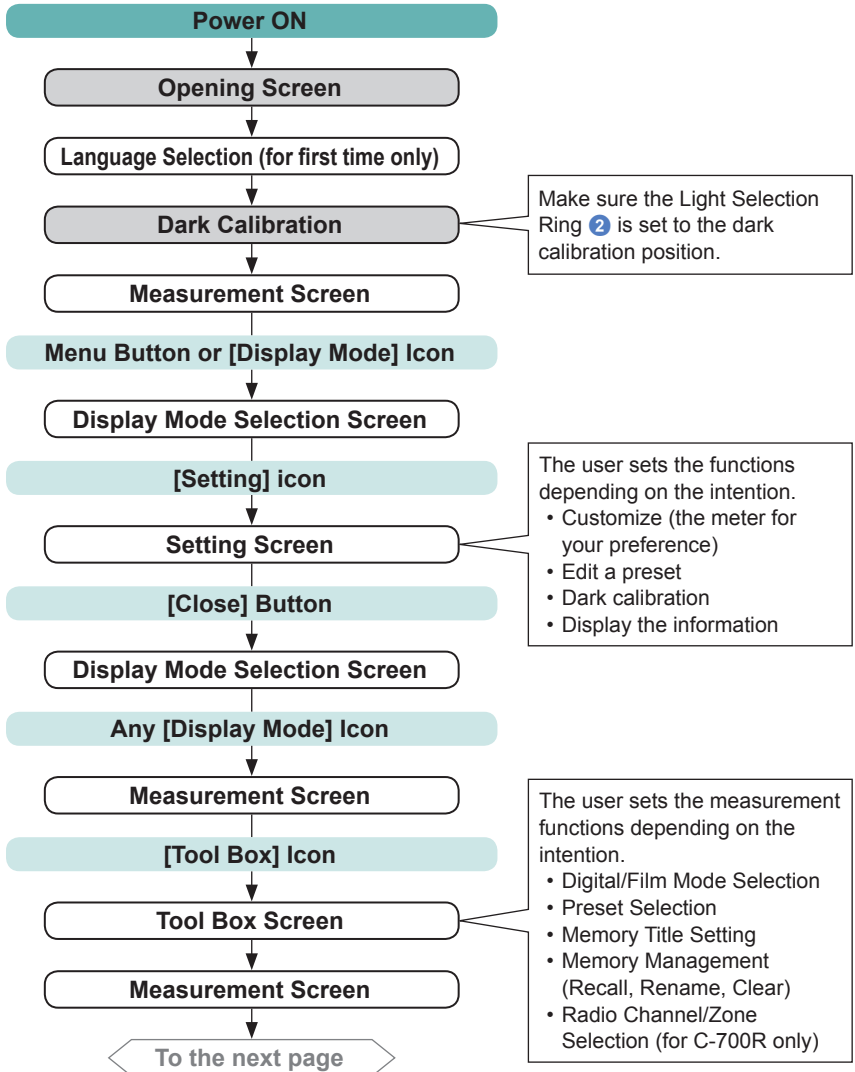 Power ON
Opening Screen
Language Selection (for first time only)
Dark Calibration
Make sure the Light Selection
Ring 2 is set to the dark
calibration position.
Measurement Screen
Menu Button or [Display Mode] Icon
Display Mode Selection Screen
[Setting] icon
Setting Screen
The user sets the functions
depending on the intention.
• Customize (the meter for
your preference)
• Edit a preset
• Dark calibration
• Display the information
[Close] Button
Display Mode Selection Screen
Any [Display Mode] Icon
Measurement Screen
[Tool Box] Icon
Tool Box Screen
The user sets the measurement
functions depending on the
intention.
• Digital/Film Mode Selection
• Preset Selection
• Memory Title Setting
• Memory Management
(Recall, Rename, Clear)
• Radio Channel/Zone
Selection (for C-700R only)
Measurement Screen
To the next page